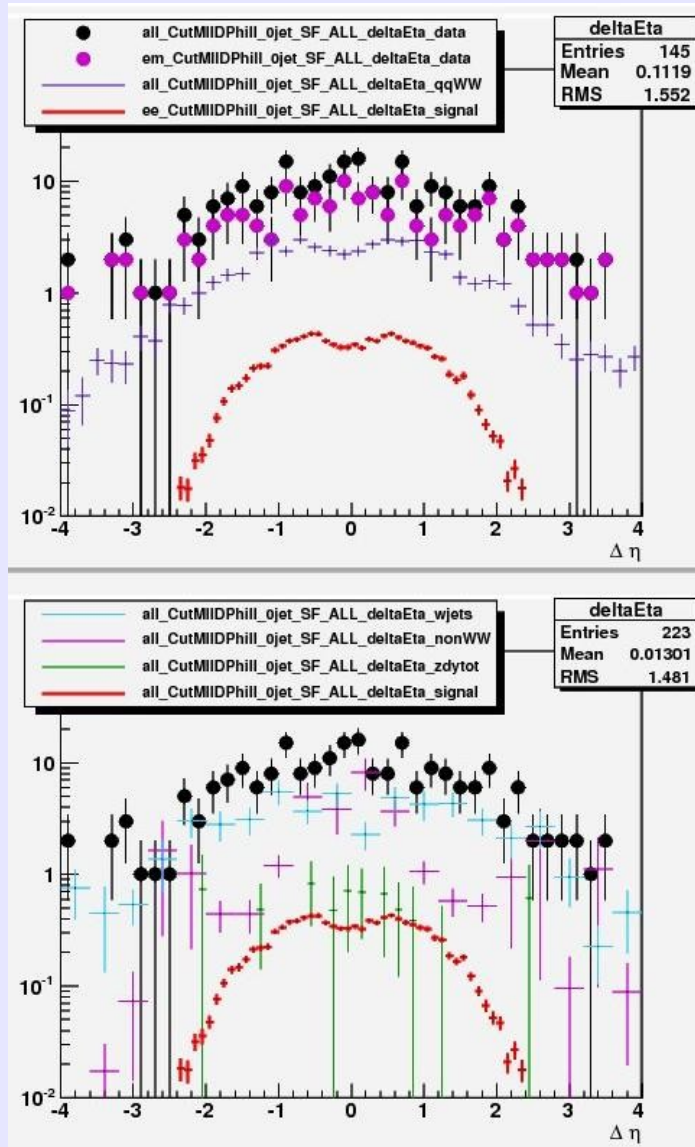 all_CutMllDPhill_0jet_SF_ALL_deltaEta_data
em_CutMllDPhill_0jet_SF_ALL_deltaEta_data
all_CutMllDPhill_0jet_SF_ALL_deltaEta_qqWW
ee_CutMllDPhill_0jet_SF_ALL_deltaEta_signal
deltaEta
Entries 145
Mean 0.1119
RMS 1.552
10
1
10-1
10-2
-4 -3 -2 -1 0 1 2 3 4
Δ η
all_CutMllDPhill_0jet_SF_ALL_deltaEta_wjets
all_CutMllDPhill_0jet_SF_ALL_deltaEta_nonWW
all_CutMllDPhill_0jet_SF_ALL_deltaEta_zdytot
all_CutMllDPhill_0jet_SF_ALL_deltaEta_signal
deltaEta
Entries 223
Mean 0.01301
RMS 1.481
10
1
10-1
10-2
-4 -3 -2 -1 0 1 2 3 4
Δ η